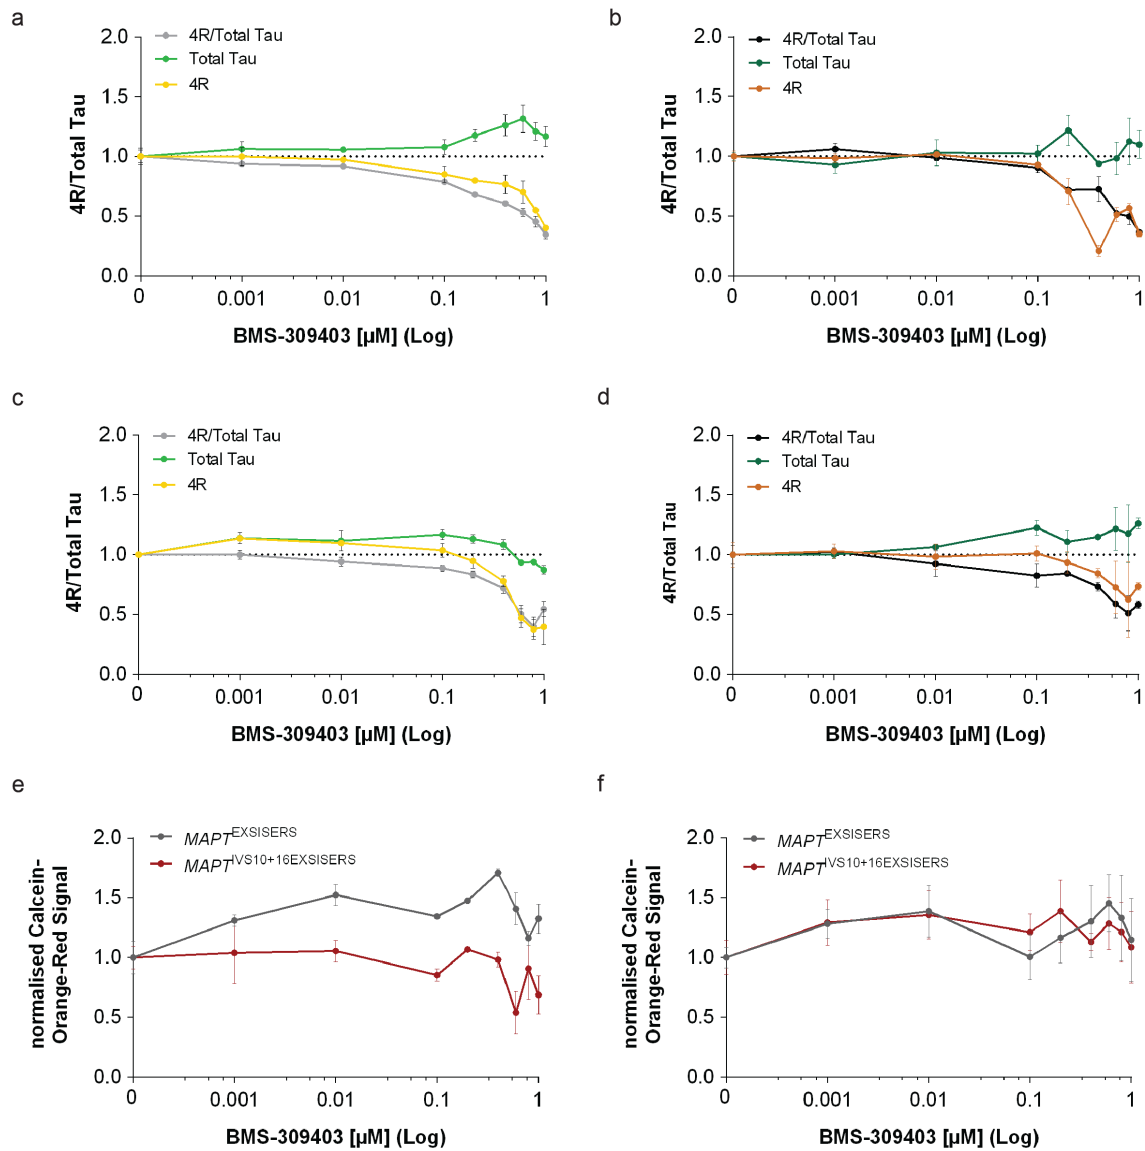 a
2.0
1.5
1.0
0.5
0.0
4R/Total Tau
4R/Total Tau
Total Tau
4R
0
0.001
0.01
0.1
1
BMS-309403 [µM] (Log)
b
2.0
1.5
1.0
0.5
0.0
4R/Total Tau
4R/Total Tau
Total Tau
4R
0
0.001
0.01
0.1
1
BMS-309403 [µM] (Log)
c
2.0
1.5
1.0
0.5
0.0
4R/Total Tau
4R/Total Tau
Total Tau
4R
0
0.001
0.01
0.1
1
BMS-309403 [µM] (Log)
d
2.0
1.5
1.0
0.5
0.0
4R/Total Tau
4R/Total Tau
Total Tau
4R
0
0.001
0.01
0.1
1
BMS-309403 [µM] (Log)
e
2.0
1.5
1.0
0.5
0.0
normalised Calcein-
Orange-Red Signal
MAPT^EXSISERS
MAPT^IVS10+16EXSISERS
0
0.001
0.01
0.1
1
BMS-309403 [µM] (Log)
f
2.0
1.5
1.0
0.5
0.0
normalised Calcein-
Orange-Red Signal
MAPT^EXSISERS
MAPT^IVS10+16EXSISERS
0
0.001
0.01
0.1
1
BMS-309403 [µM] (Log)